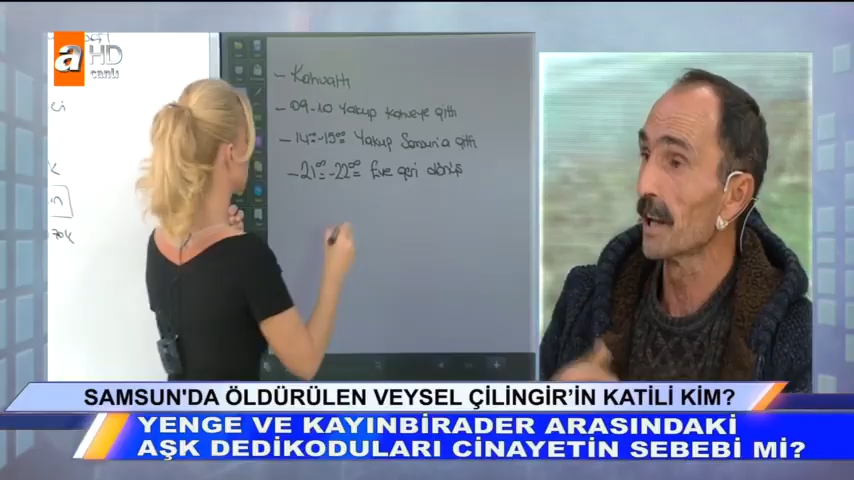 a HD
canlı
- Kahvaltı
- 09-10 Yakup kahveye gitti
- 14⁰⁰-15⁰⁰ Yakup Samsun'a gitti
- 21⁰⁰-22⁰⁰ Eve geri dönüş
SAMSUN'DA ÖLDÜRÜLEN VEYSEL ÇİLİNGİR'İN KATİLİ KİM?
YENGE VE KAYINBİRADER ARASINDAKİ
AŞK DEDİKODULARI CİNAYETİN SEBEBİ Mİ?